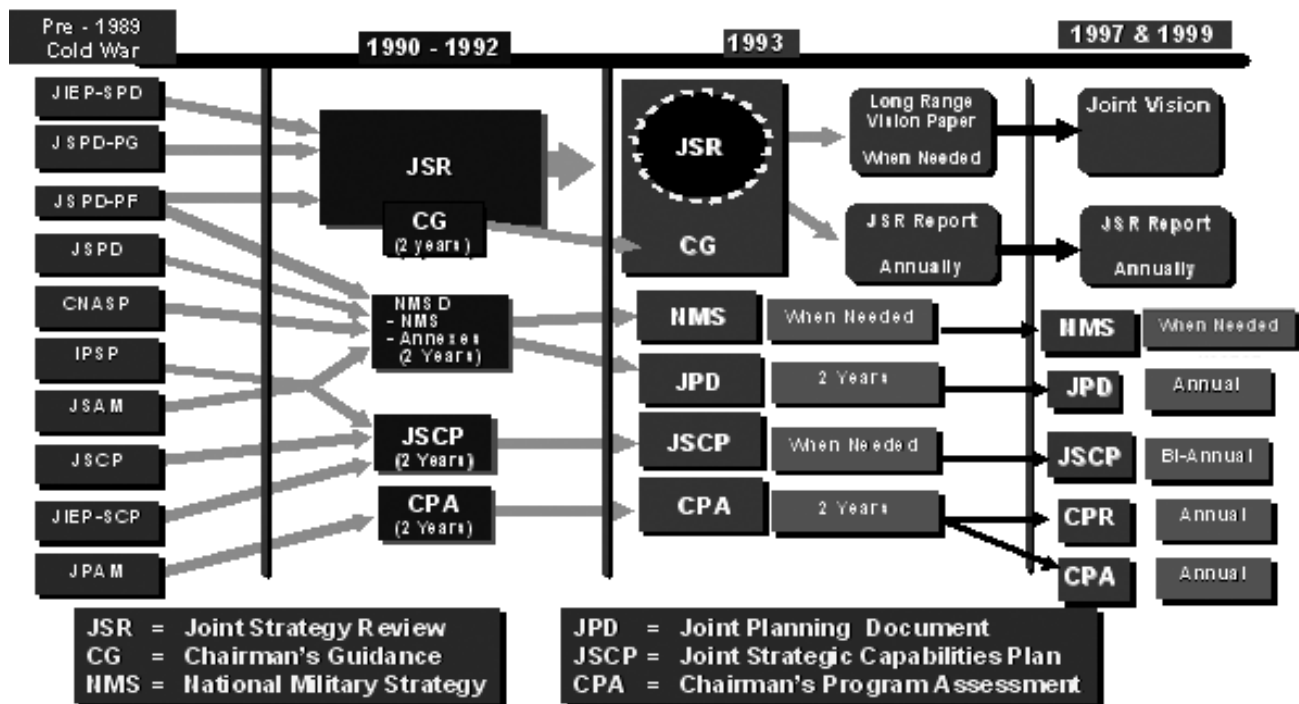 Pre - 1989
Cold War
1990 - 1992
1993
1997 & 1999
JIEP-SPD
JSPD-PG
JSPD-PF
JSPD
CNASP
IPSP
JSAM
JSCP
JIEP-SCP
JPAM
JSR
CG
(2 years)
NMSD
- NMS
- Annexes
(2 Years)
JSCP
(2 Years)
CPA
(2 Years)
JSR
CG
Long Range
Vision Paper
When Needed
JSR Report
Annually
NMS
When Needed
JPD
2 Years
JSCP
When Needed
CPA
2 Years
Joint Vision
JSR Report
Annually
NMS
When Needed
JPD
Annual
JSCP
BI-Annual
CPR
Annual
CPA
Annual
JSR = Joint Strategy Review
CG = Chairman's Guidance
NMS = National Military Strategy
JPD = Joint Planning Document
JSCP = Joint Strategic Capabilities Plan
CPA = Chairman's Program Assessment